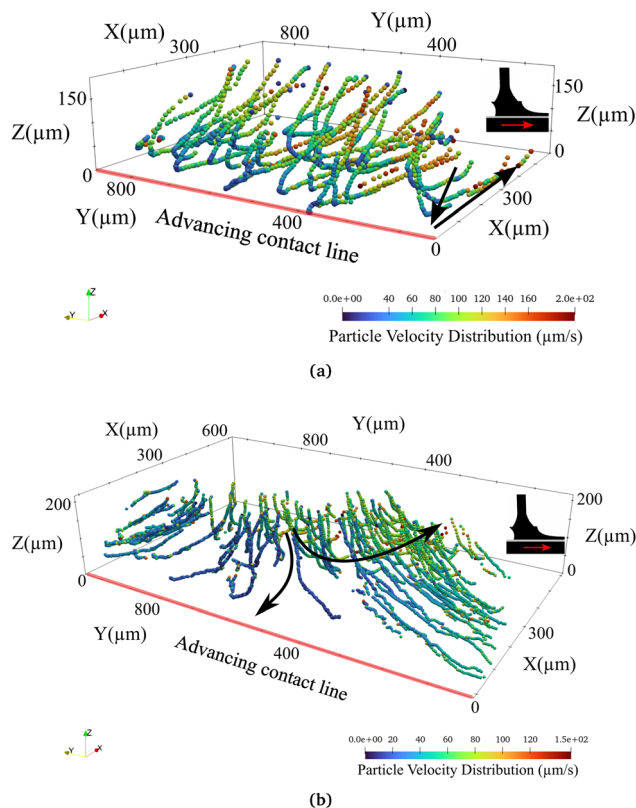 800
Y(µm)
X(µm)
300
400
150
150
Z(µm)
Z(µm)
0
0
800
300
Y(µm)
400
X(µm)
Advancing contact line
0
Z
Y
X
0.0e+00 40 60 80 100 120 140 160 2.0e+02
Particle Velocity Distribution (µm/s)
(a)
Y(µm)
X(µm)
600
800
300
400
200
200
Z(µm)
Z(µm)
0
0
800
300
Y(µm)
400
X(µm)
Advancing contact line
0
Z
Y
X
0.0e+00 20 40 60 80 100 120 1.5e+02
Particle Velocity Distribution (µm/s)
(b)